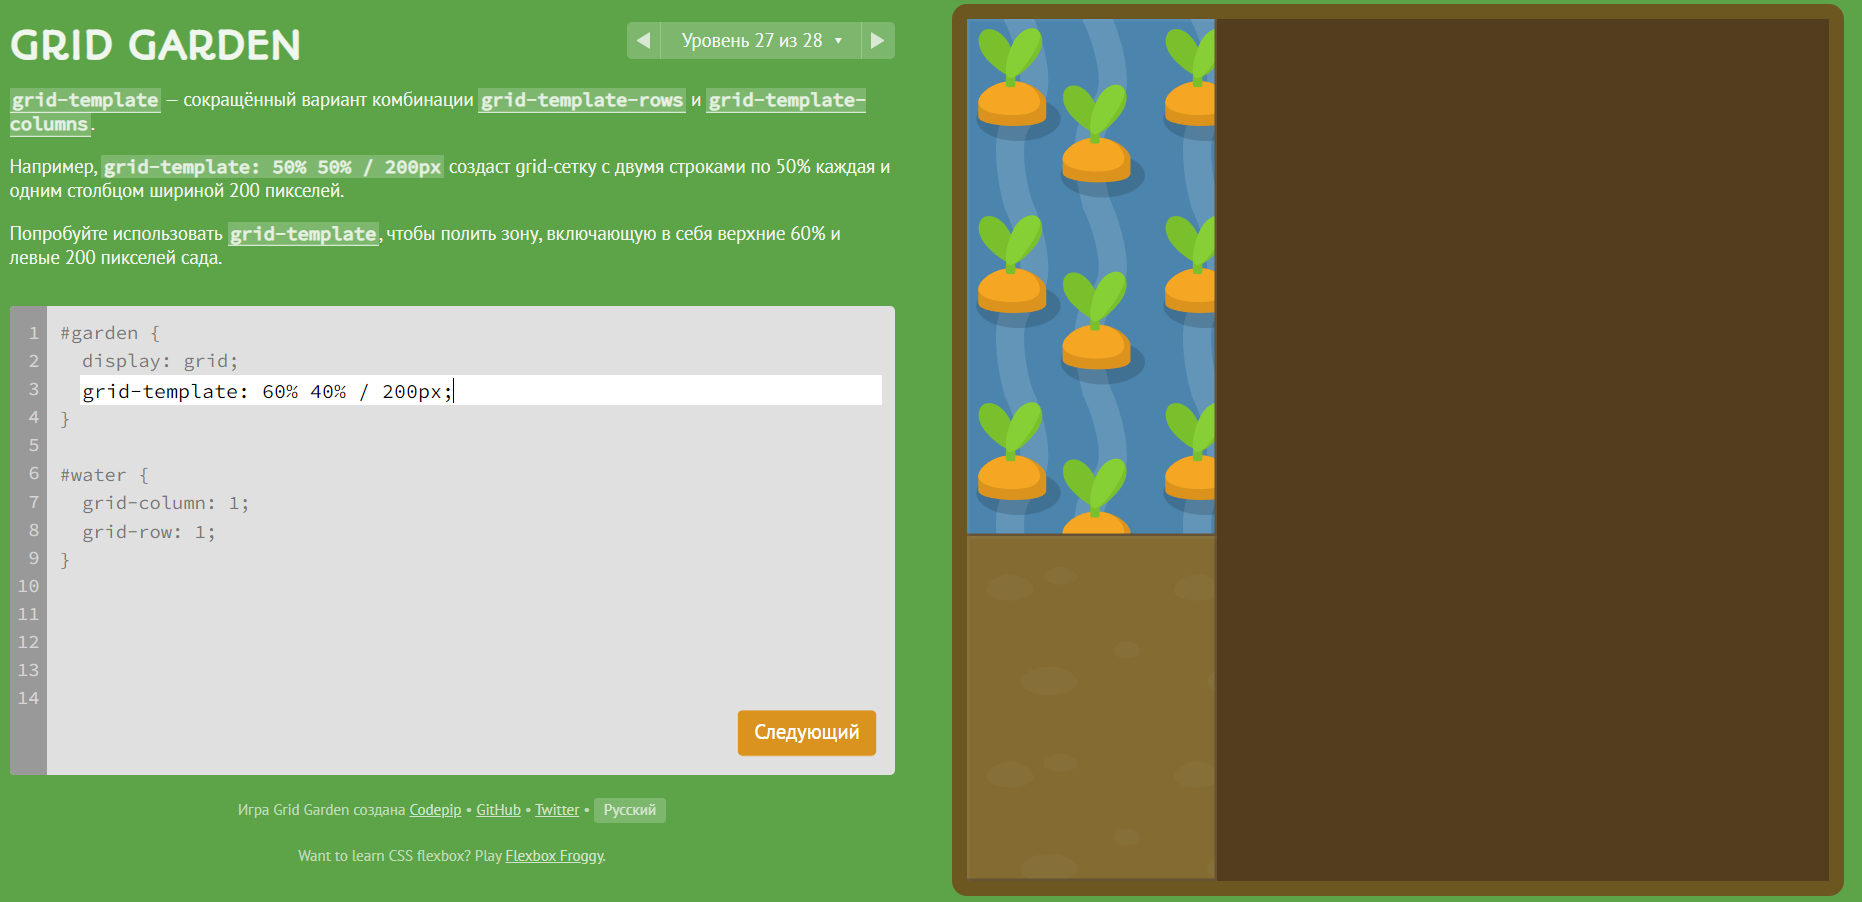 GRID GARDEN
Уровень 27 из 28
grid-template — сокращённый вариант комбинации grid-template-rows и grid-template-
columns.
Например, grid-template: 50% 50% / 200px создаст grid-сетку с двумя строками по 50% каждая и
одним столбцом шириной 200 пикселей.
Попробуйте использовать grid-template, чтобы полить зону, включающую в себя верхние 60% и
левые 200 пикселей сада.
1 #garden {
2 display: grid;
3 grid-template: 60% 40% / 200px;
4 }
5
6 #water {
7 grid-column: 1;
8 grid-row: 1;
9 }
10
11
12
13
14
Следующий
Игра Grid Garden создана Codepip • GitHub • Twitter • Русский
Want to learn CSS flexbox? Play Flexbox Froggy.